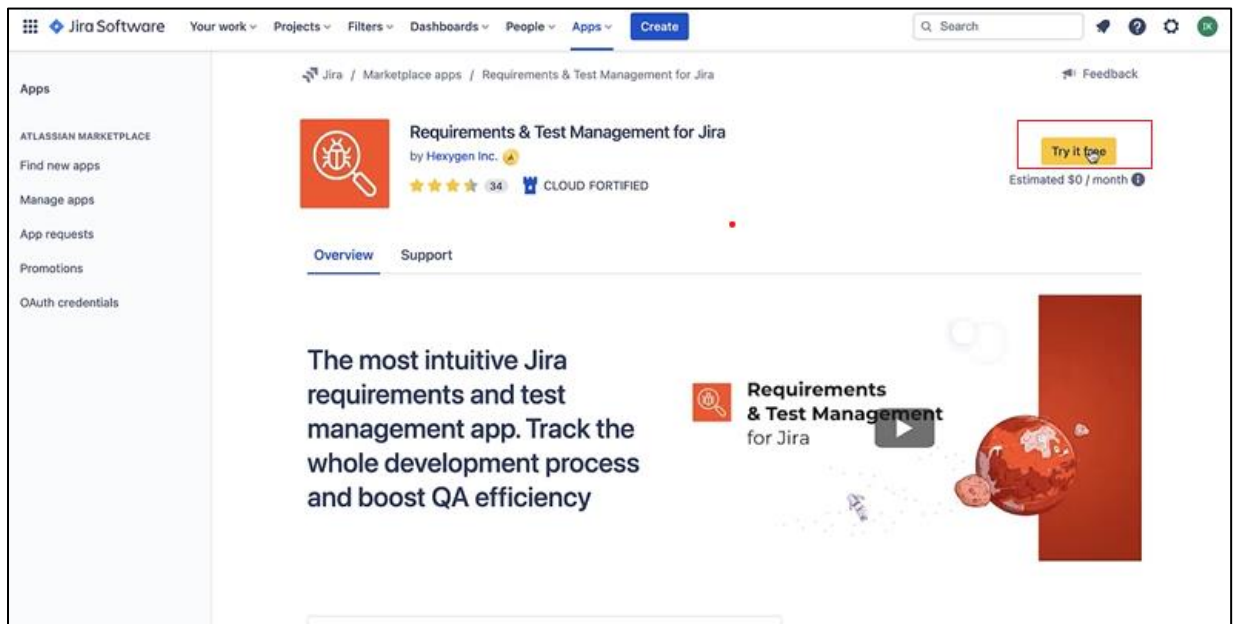 Jira Software Your work Projects Filters Dashboards People Apps Create Search TK
Apps
ATLASSIAN MARKETPLACE
Find new apps
Manage apps
App requests
Promotions
OAuth credentials
Jira / Marketplace apps / Requirements & Test Management for Jira
Feedback
Requirements & Test Management for Jira
by Hexygen Inc.
34 CLOUD FORTIFIED
Try it free
Estimated $0 / month
Overview Support
The most intuitive Jira
requirements and test
management app. Track the
whole development process
and boost QA efficiency
Requirements
& Test Management
for Jira